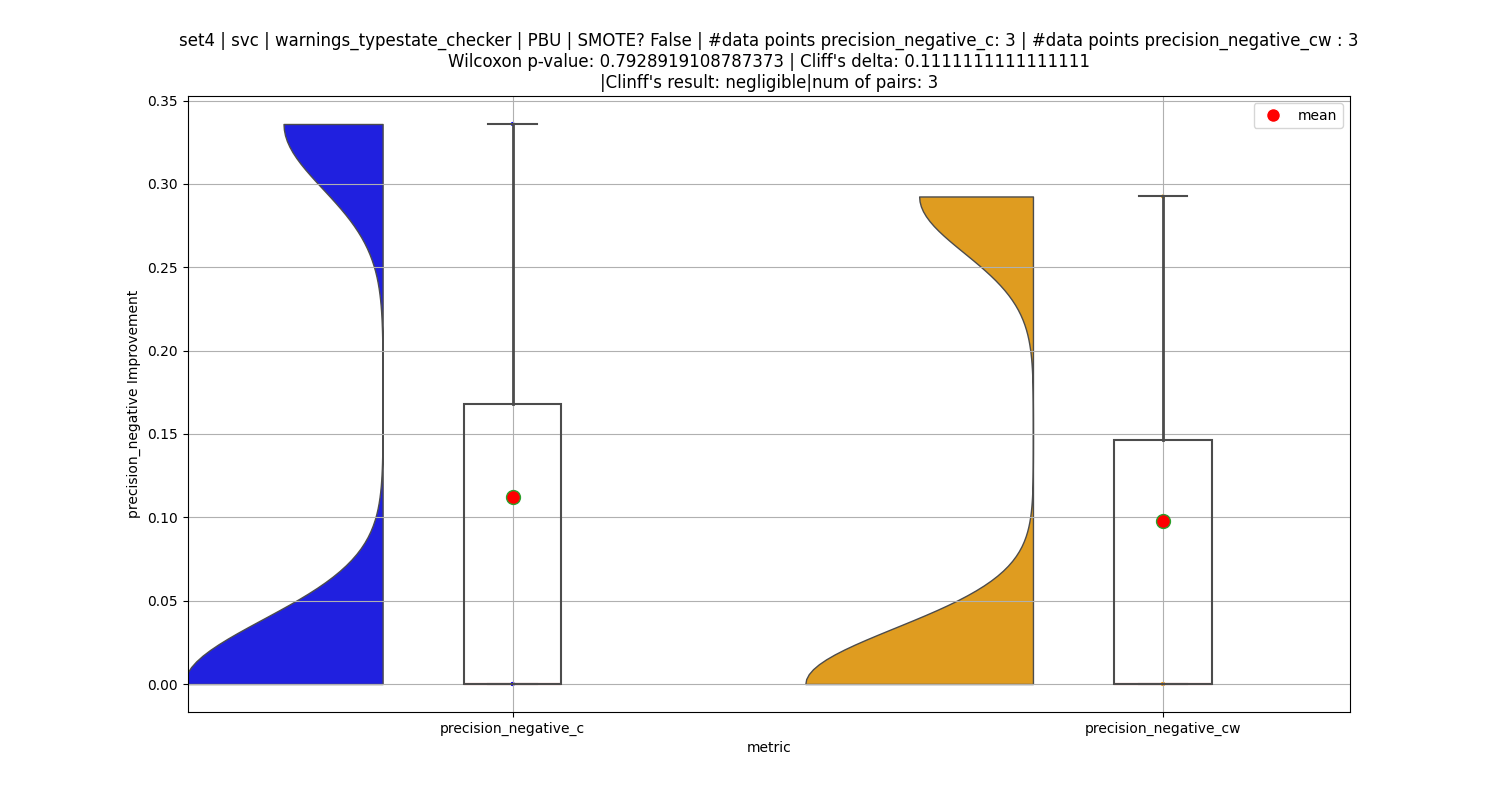 set4 | svc | warnings_typestate_checker | PBU | SMOTE? False | #data points precision_negative_c: 3 | #data points precision_negative_cw : 3
Wilcoxon p-value: 0.7928919108787373 | Cliff's delta: 0.1111111111111111
|Clinff's result: negligible|num of pairs: 3
mean
precision_negative Improvement
0.35
0.30
0.25
0.20
0.15
0.10
0.05
0.00
precision_negative_c
precision_negative_cw
metric